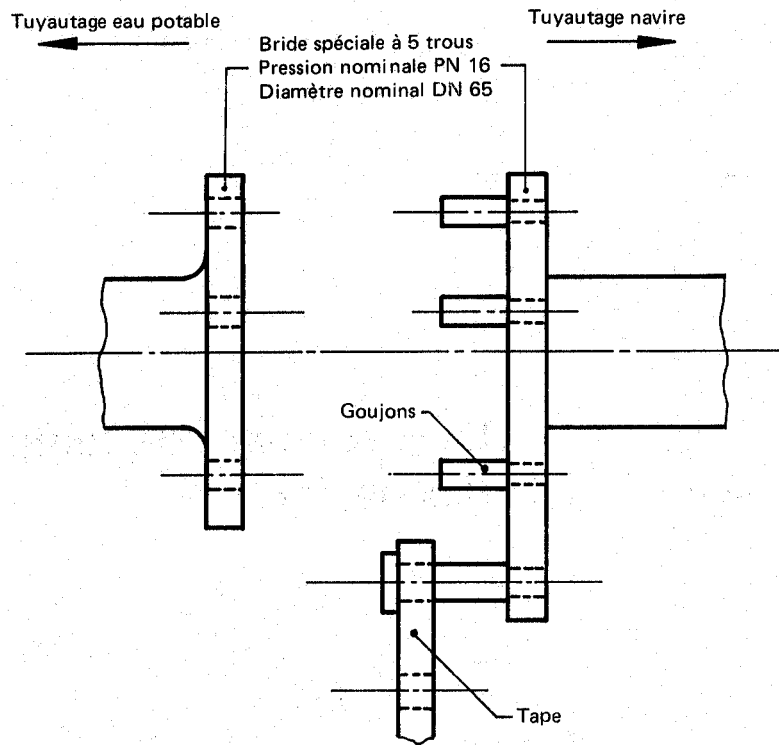 Tuyautage eau potable
Tuyautage navire
Bride spéciale à 5 trous
Pression nominale PN 16
Diamètre nominal DN 65
Goujons
Tape